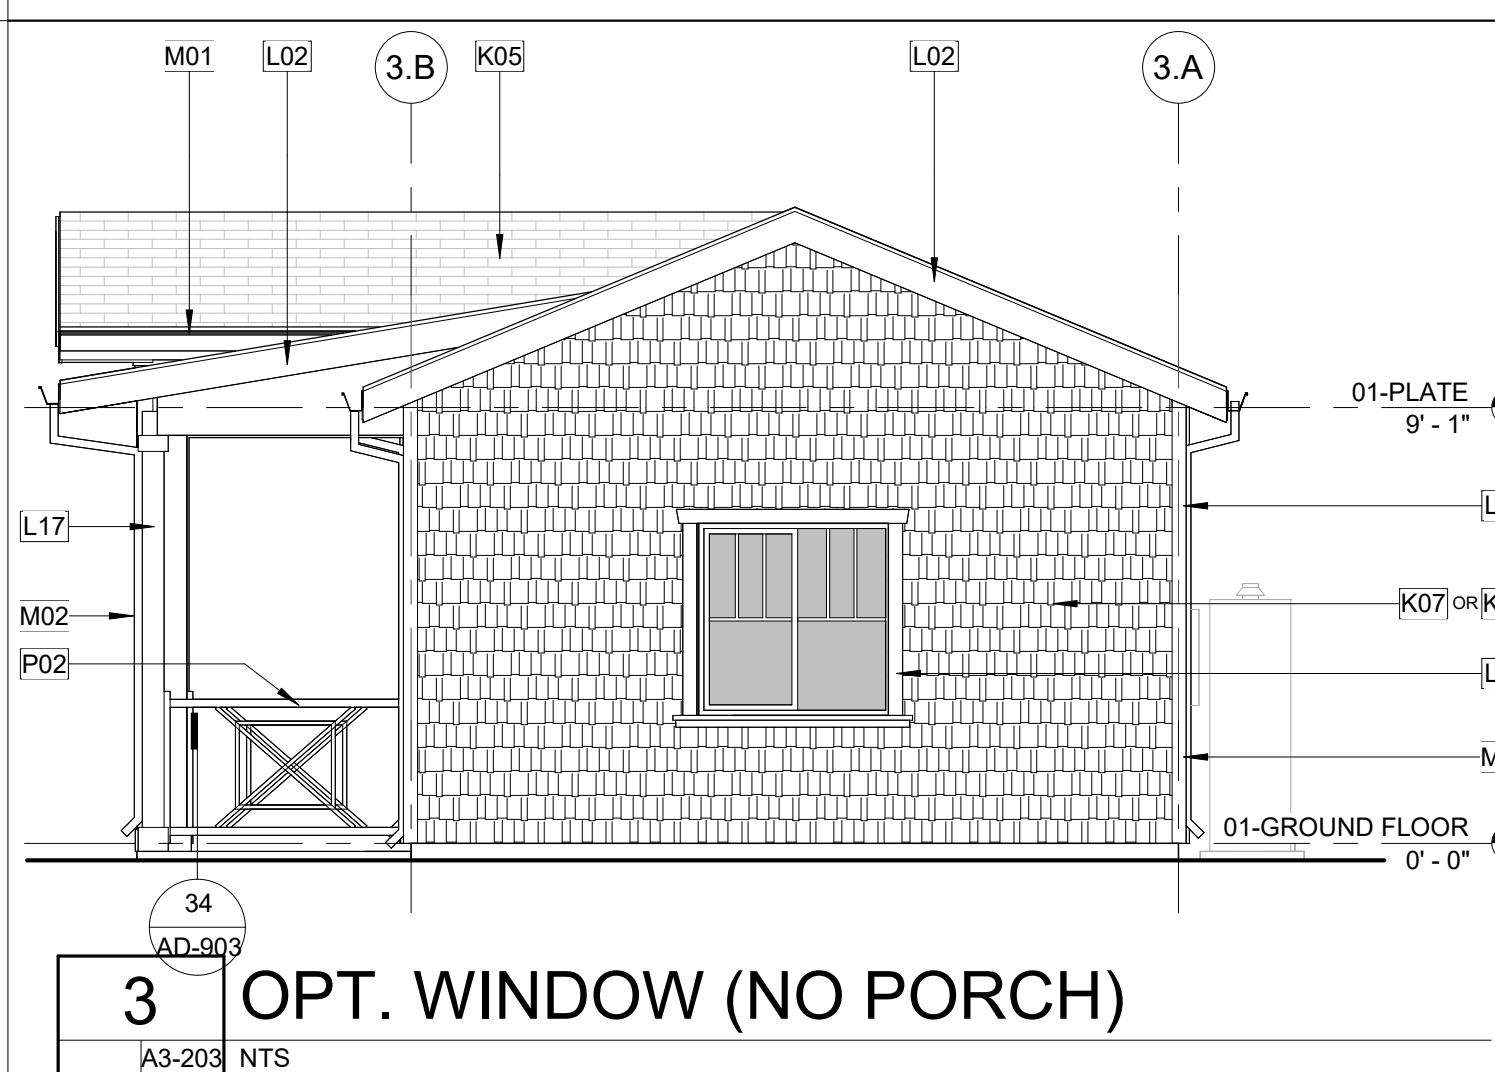 M01
L02
3.B
K05
L02
3.A
01-PLATE
9' - 1"
L17
L
M02
K07 OR K
P02
L
M
01-GROUND FLOOR
0' - 0"
34
AD-903
3 OPT. WINDOW (NO PORCH)
A3-203 NTS